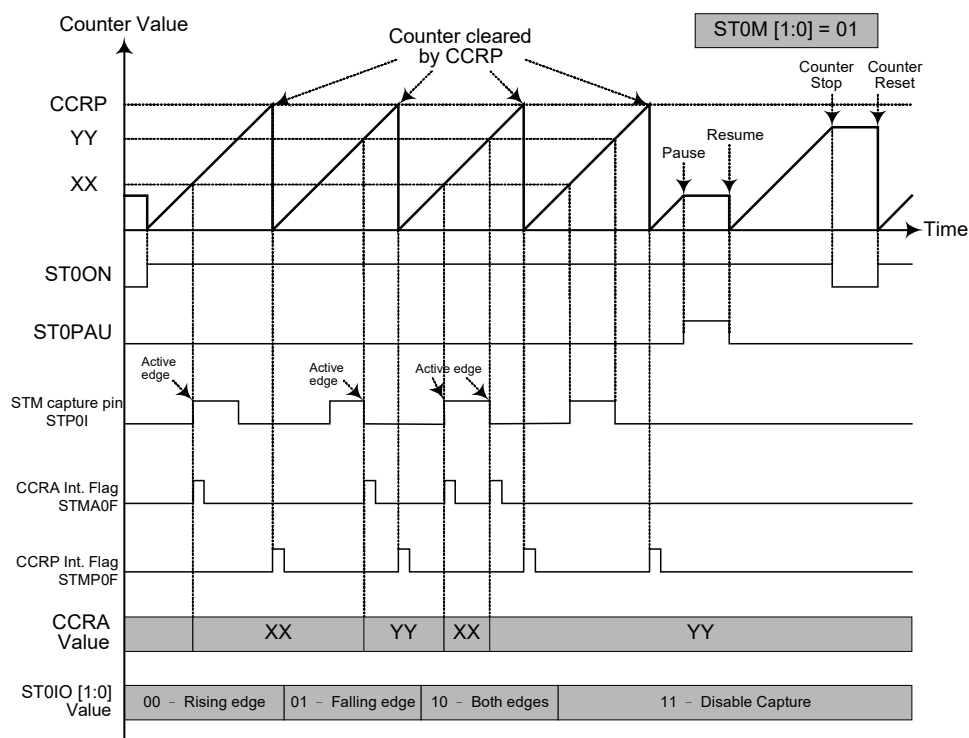 Counter Value
ST0M [1:0] = 01
Counter cleared
by CCRP
Counter
Stop
Counter
Reset
CCRP
YY
Pause
Resume
XX
Time
ST0ON
ST0PAU
Active
edge
Active
edge
Active edge
STM capture pin
STP0I
CCRA Int. Flag
STMA0F
CCRP Int. Flag
STMP0F
CCRA
Value
XX
YY
XX
YY
ST0IO [1:0]
Value
00 – Rising edge
01 – Falling edge
10 – Both edges
11 – Disable Capture